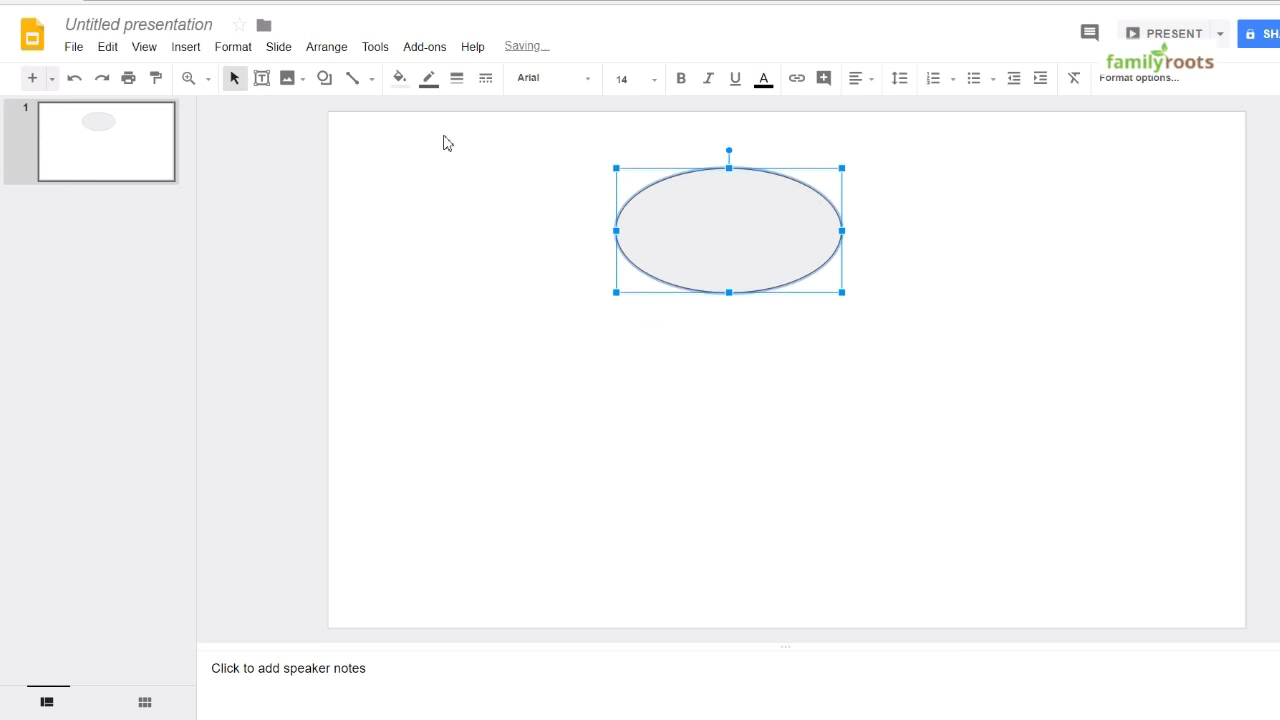 Untitled presentation
File Edit View Insert Format Slide Arrange Tools Add-ons Help Saving...
PRESENT
SH
familyroots
Arial 14 B I U A Format options...
1
Click to add speaker notes